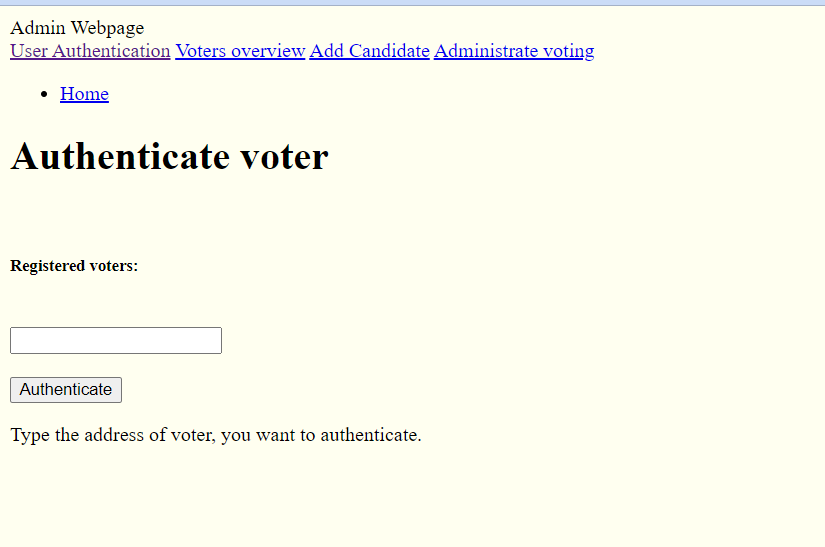 Admin Webpage
User Authentication Voters overview Add Candidate Administrate voting
Home
Authenticate voter
Registered voters:
Authenticate
Type the address of voter, you want to authenticate.